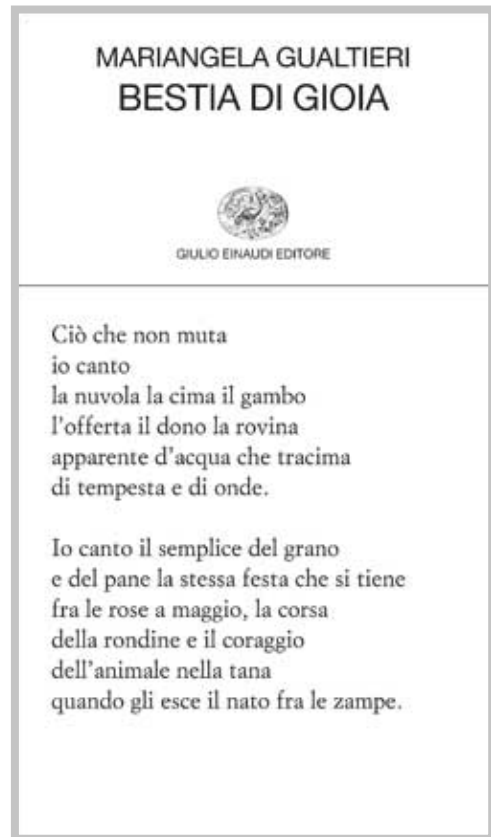 MARIANGELA GUALTIERI
BESTIA DI GIOIA
GIULIO EINAUDI EDITORE
Ciò che non muta
io canto
la nuvola la cima il gambo
l’offerta il dono la rovina
apparente d’acqua che tracima
di tempesta e di onde.
Io canto il semplice del grano
e del pane la stessa festa che si tiene
fra le rose a maggio, la corsa
della rondine e il coraggio
dell’animale nella tana
quando gli esce il nato fra le zampe.